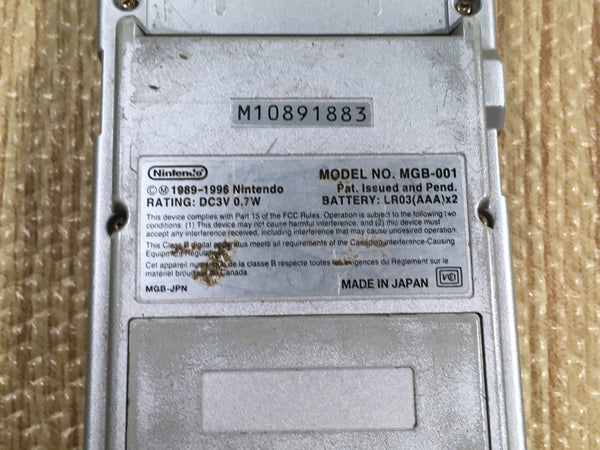 M10891883
Nintendo MODEL NO. MGB-001
©Ⓜ 1989-1996 Nintendo Pat. Issued and Pend.
RATING: DC3V 0.7W BATTERY: LR03(AAA)x2
This device complies with Part 15 of the FCC Rules. Operation is subject to the following two
conditions: (1) This device may not cause harmful interference, and (2) this device must
accept any interference received, including interference that may cause undesired operation.
This Class B digital apparatus meets all requirements of the Canadian Interference-Causing
Equipment Regulations.
Cet appareil numérique de la classe B respecte toutes les exigences du Règlement sur le
matériel brouilleur du Canada.
MGB-JPN MADE IN JAPAN VCI